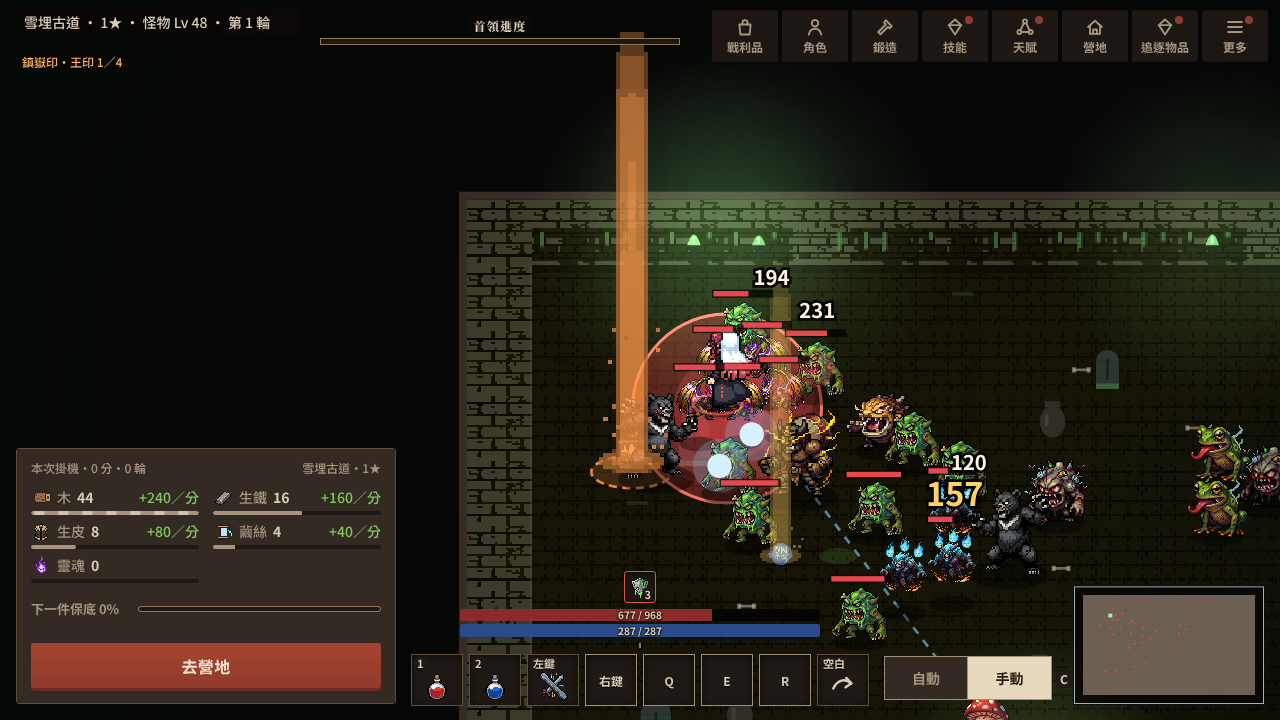 雪埋古道 · 1★ · 怪物 Lv 48 · 第 1 輪
首領進度
戰利品
角色
鍛造
技能
天賦
營地
追逐物品
更多
鎮嶽印·王印 1／4
194
231
120
157
本次掛機·0 分·0 輪
雪埋古道·1★
木 44 +240／分
生鐵 16 +160／分
生皮 8 +80／分
繭絲 4 +40／分
靈魂 0
下一件保底 0%
去營地
3
677 / 968
287 / 287
1
2
左鍵
右鍵
Q
E
R
空白
自動
手動
C